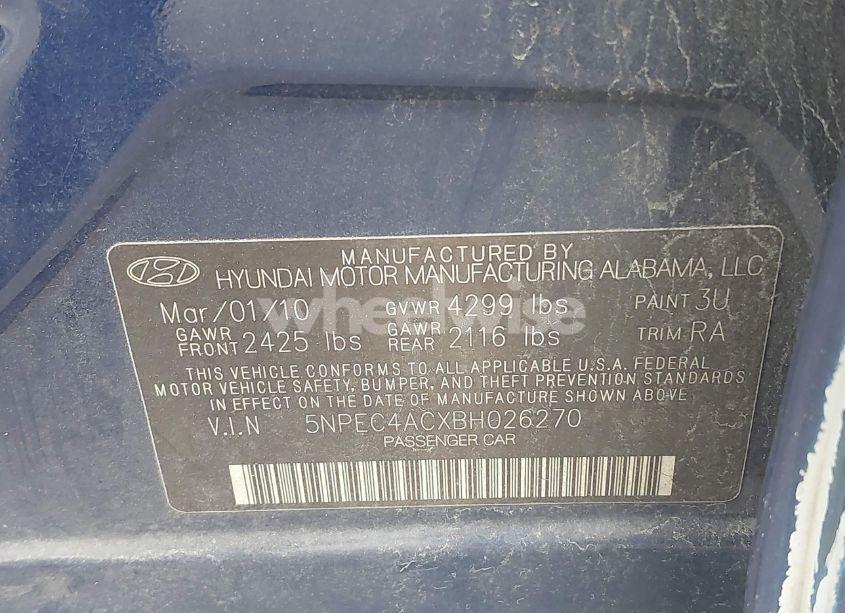 MANUFACTURED BY
HYUNDAI MOTOR MANUFACTURING ALABAMA, LLC
Mar/01/10 GVWR 4299 lbs PAINT 3U
GAWR FRONT 2425 lbs GAWR REAR 2116 lbs TRIM RA
THIS VEHICLE CONFORMS TO ALL APPLICABLE U.S.A. FEDERAL
MOTOR VEHICLE SAFETY, BUMPER, AND THEFT PREVENTION STANDARDS
IN EFFECT ON THE DATE OF MANUFACTURE SHOWN ABOVE.
V.I.N 5NPEC4ACXBH026270
PASSENGER CAR
wheelwise